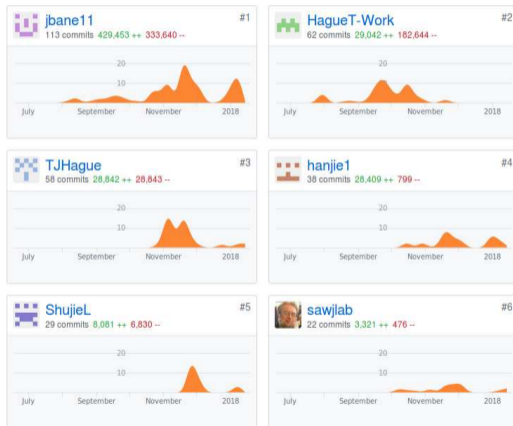 jbane11 #1
113 commits 429,453 ++ 333,640 --
20
10
July September November 2018
HagueT-Work #2
62 commits 29,042 ++ 182,644 --
20
10
July September November 2018
TJHague #3
58 commits 28,842 ++ 28,843 --
20
10
July September November 2018
hanjie1 #4
38 commits 28,409 ++ 799 --
20
10
July September November 2018
ShujieL #5
29 commits 8,081 ++ 6,830 --
20
10
July September November 2018
sawjlab #6
22 commits 3,321 ++ 476 --
20
10
July September November 2018